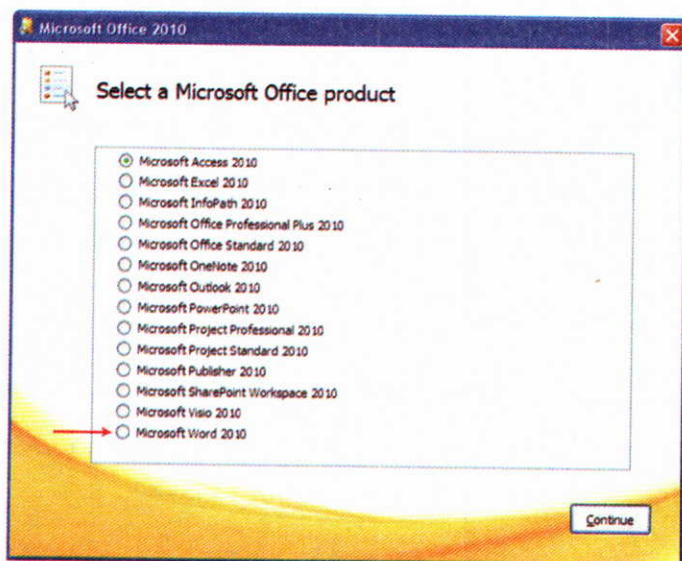 Microsoft Office 2010
Select a Microsoft Office product
Microsoft Access 2010
Microsoft Excel 2010
Microsoft InfoPath 2010
Microsoft Office Professional Plus 2010
Microsoft Office Standard 2010
Microsoft OneNote 2010
Microsoft Outlook 2010
Microsoft PowerPoint 2010
Microsoft Project Professional 2010
Microsoft Project Standard 2010
Microsoft Publisher 2010
Microsoft SharePoint Workspace 2010
Microsoft Visio 2010
Microsoft Word 2010
Continue